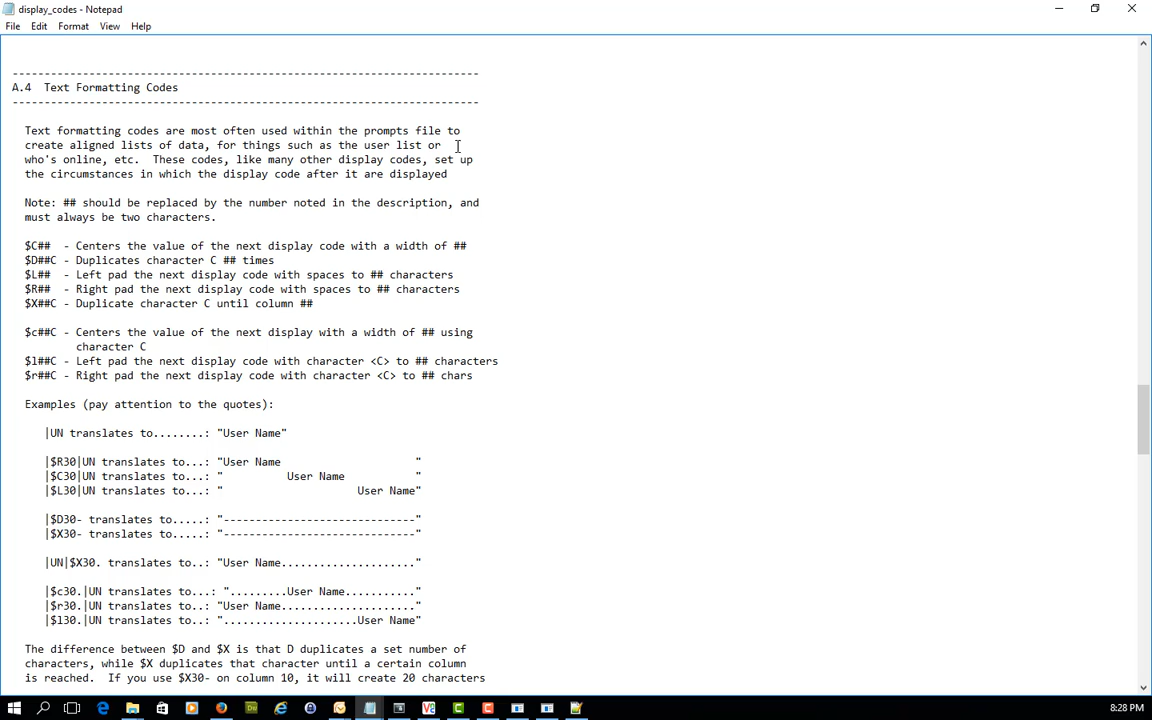 display_codes - Notepad
File Edit Format View Help
-------------------------------------------------------------------------
A.4  Text Formatting Codes
-------------------------------------------------------------------------
Text formatting codes are most often used within the prompts file to
create aligned lists of data, for things such as the user list or
who's online, etc.  These codes, like many other display codes, set up
the circumstances in which the display code after it are displayed
Note: ## should be replaced by the number noted in the description, and
must always be two characters.
$C##  - Centers the value of the next display code with a width of ##
$D##C - Duplicates character C ## times
$L##  - Left pad the next display code with spaces to ## characters
$R##  - Right pad the next display code with spaces to ## characters
$X##C - Duplicate character C until column ##
$c##C - Centers the value of the next display with a width of ## using
character C
$l##C - Left pad the next display code with character <C> to ## characters
$r##C - Right pad the next display code with character <C> to ## chars
Examples (pay attention to the quotes):
|UN translates to........: "User Name"
|$R30|UN translates to...: "User Name                     "
|$C30|UN translates to...: "          User Name           "
|$L30|UN translates to...: "                     User Name"
|$D30- translates to.....: "------------------------------"
|$X30- translates to.....: "------------------------------"
|UN|$X30. translates to..: "User Name....................."
|$c30.|UN translates to...: ".........User Name..........."
|$r30.|UN translates to..: "User Name....................."
|$l30.|UN translates to..: ".....................User Name"
The difference between $D and $X is that D duplicates a set number of
characters, while $X duplicates that character until a certain column
is reached.  If you use $X30- on column 10, it will create 20 characters
8:28 PM